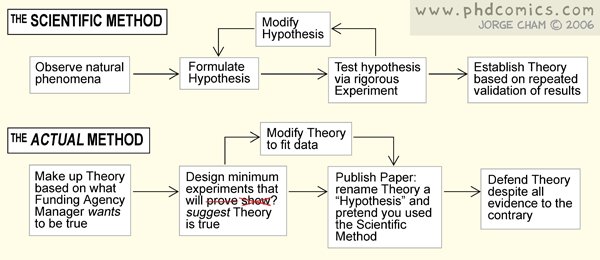 www.phdcomics.com
JORGE CHAM © 2006
THE SCIENTIFIC METHOD
Modify
Hypothesis
Observe natural
phenomena
Formulate
Hypothesis
Test hypothesis
via rigorous
Experiment
Establish Theory
based on repeated
validation of results
THE ACTUAL METHOD
Modify Theory
to fit data
Make up Theory
based on what
Funding Agency
Manager wants
to be true
Design minimum
experiments that
will prove show?
suggest Theory
is true
Publish Paper:
rename Theory a
“Hypothesis” and
pretend you used
the Scientific
Method
Defend Theory
despite all
evidence to the
contrary